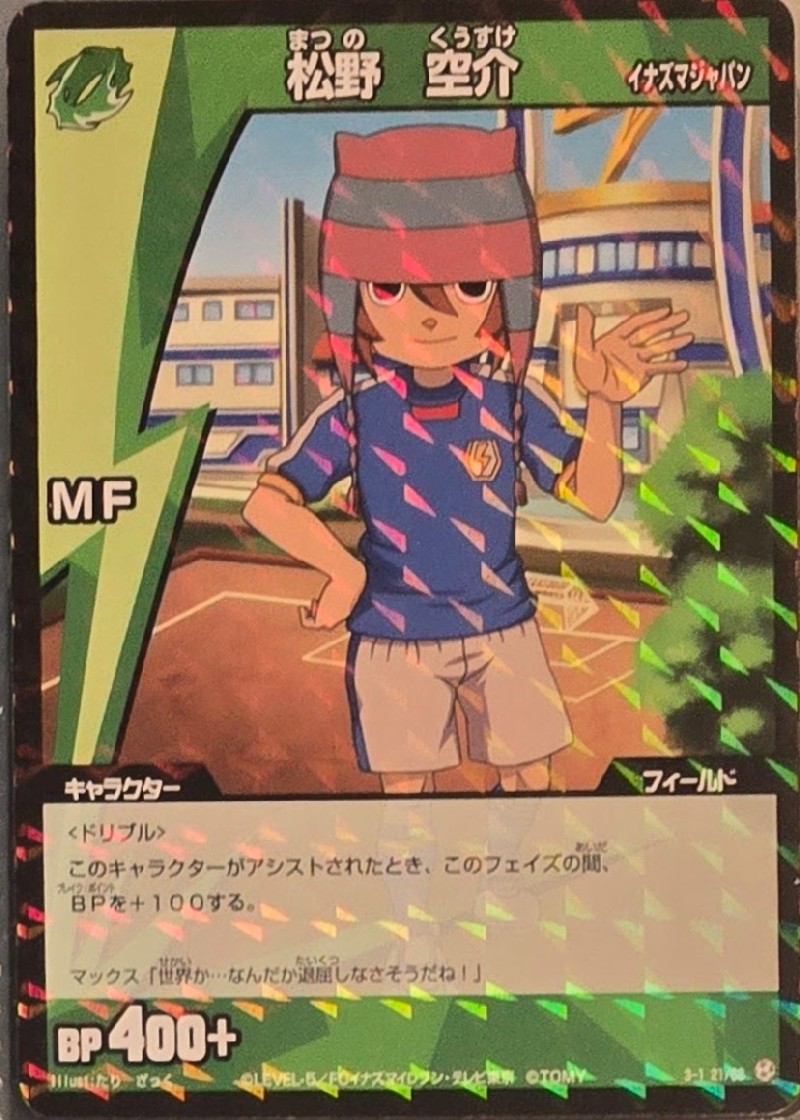 まつの くうすけ
松野 空介
イナズマジャパン
MF
キャラクター
フィールド
<ドリブル>
このキャラクターがアシストされたとき、このフェイズの間、
あいだ
ブレイク ポイント
BPを+100する。
せかい たいくつ
マックス「世界か…なんだか退屈しなさそうだね！」
BP 400+
©LEVEL-5/FCイナズマイレブン・テレビ東京 ©TOMY
3-1